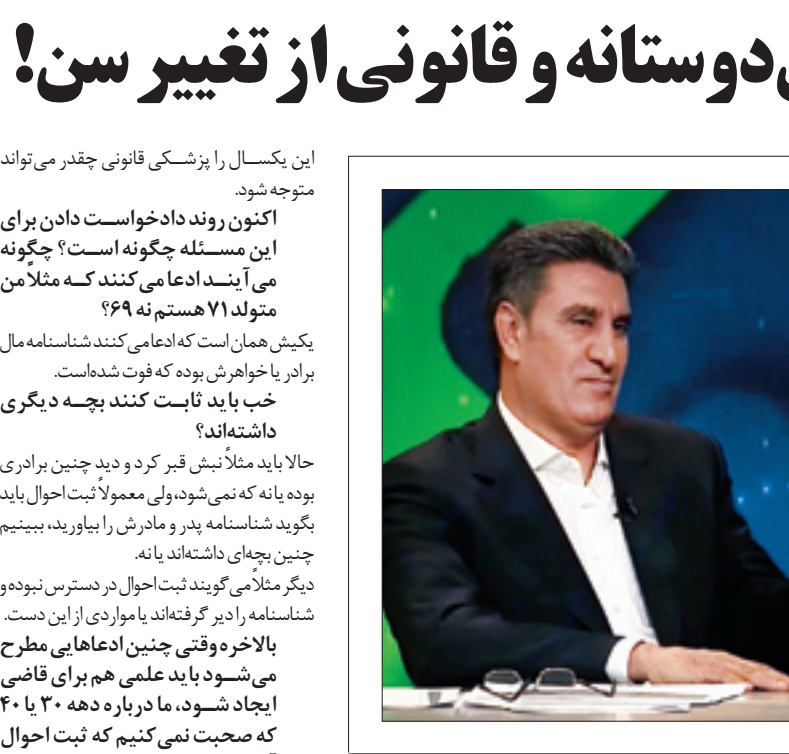 دوستانه و قانونی از تغییر سن!
این یکسال را پزشکی قانونی چقدر می‌تواند
متوجه شود.
اکنون روند دادخواست دادن برای
این مسئله چگونه است؟ چگونه
می‌آیند ادعا می‌کنند که مثلاً من
متولد ۷۱ هستم نه ۶۹؟
یکیش همان است که ادعا می‌کنند شناسنامه مال
برادر یا خواهرش بوده که فوت شده‌است.
خب باید ثابت کنند بچه دیگری
داشته‌اند؟
حالا باید مثلاً نبش قبر کرد و دید چنین برادری
بوده یا نه که نمی‌شود، ولی معمولاً ثبت احوال باید
بگوید شناسنامه پدر و مادرش را بیاورید، ببینیم
چنین بچه‌ای داشته‌اند یا نه.
دیگر مثلاً می‌گویند ثبت احوال در دسترس نبوده و
شناسنامه را دیر گرفته‌اند یا مواردی از این دست.
بالاخره وقتی چنین ادعاهایی مطرح
می‌شود باید علمی هم برای قاضی
ایجاد شود، ما درباره دهه ۳۰ یا ۴۰
که صحبت نمی‌کنیم که ثبت احوال